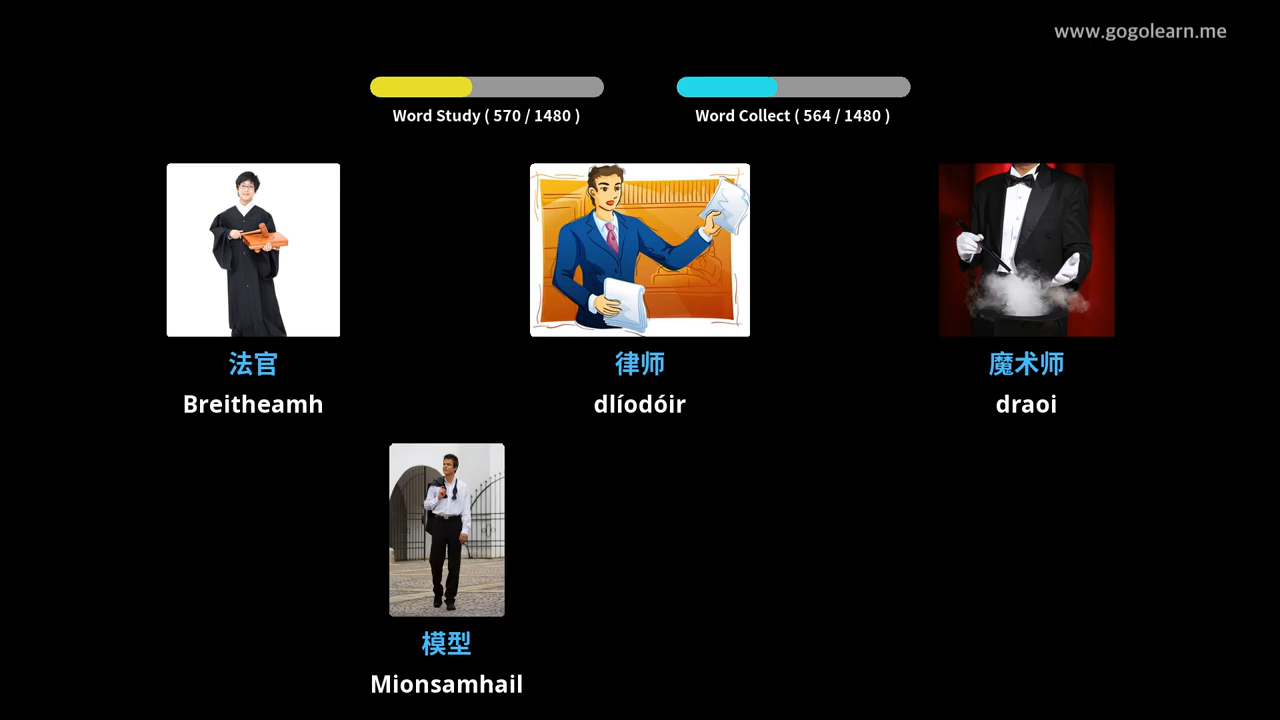 www.gogolearn.me
Word Study ( 570 / 1480 )
Word Collect ( 564 / 1480 )
法官
律师
魔术师
Breitheamh
dlíodóir
draoi
模型
Mionsamhail